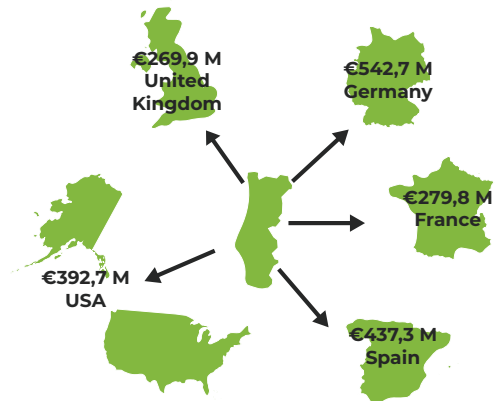 €269,9 M
United
Kingdom
€542,7 M
Germany
€279,8 M
France
€392,7 M
USA
€437,3 M
Spain